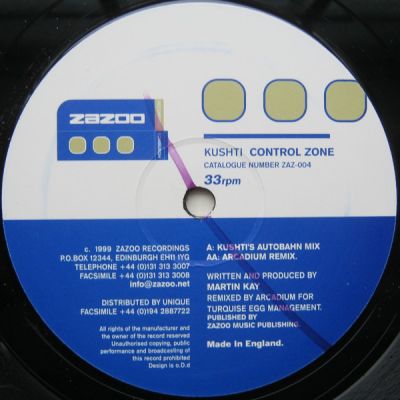 zazoo
KUSHTI CONTROL ZONE
CATALOGUE NUMBER ZAZ-004
33rpm
c. 1999 ZAZOO RECORDINGS
P.O.BOX 12344, EDINBURGH EH11 1YG
TELEPHONE +44 (0)131 313 3007
FACSIMILE +44 (0)131 313 3008
info@zazoo.net
DISTRIBUTED BY UNIQUE
FACSIMILE +44 (0)194 2887722
All rights of the manufacturer and
the owner of the record reserved
Unauthorised copying, public
performance and broadcasting of
this record prohibited
Design is o.D.d
A: KUSHTI'S AUTOBAHN MIX
AA: ARCADIUM REMIX.
WRITTEN AND PRODUCED BY
MARTIN KAY
REMIXED BY ARCADIUM FOR
TURQUISE EGG MANAGEMENT.
PUBLISHED BY
ZAZOO MUSIC PUBLISHING.
Made In England.